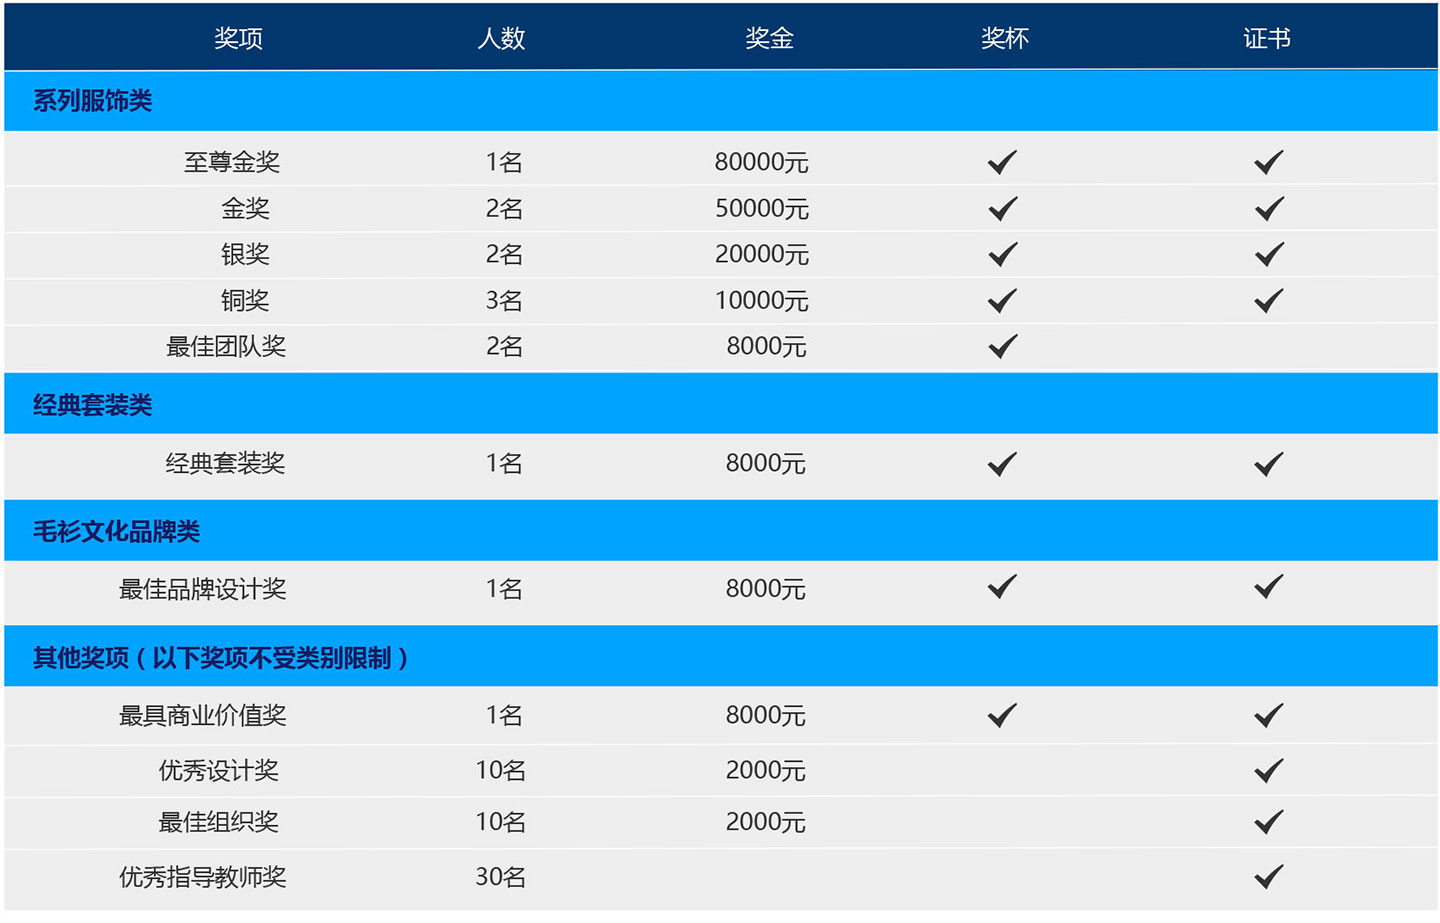 奖项 人数 奖金 奖杯 证书
系列服饰类
至尊金奖 1名 80000元 ✓ ✓
金奖 2名 50000元 ✓ ✓
银奖 2名 20000元 ✓ ✓
铜奖 3名 10000元 ✓ ✓
最佳团队奖 2名 8000元 ✓
经典套装类
经典套装奖 1名 8000元 ✓ ✓
毛衫文化品牌类
最佳品牌设计奖 1名 8000元 ✓ ✓
其他奖项（以下奖项不受类别限制）
最具商业价值奖 1名 8000元 ✓ ✓
优秀设计奖 10名 2000元 ✓
最佳组织奖 10名 2000元 ✓
优秀指导教师奖 30名 ✓